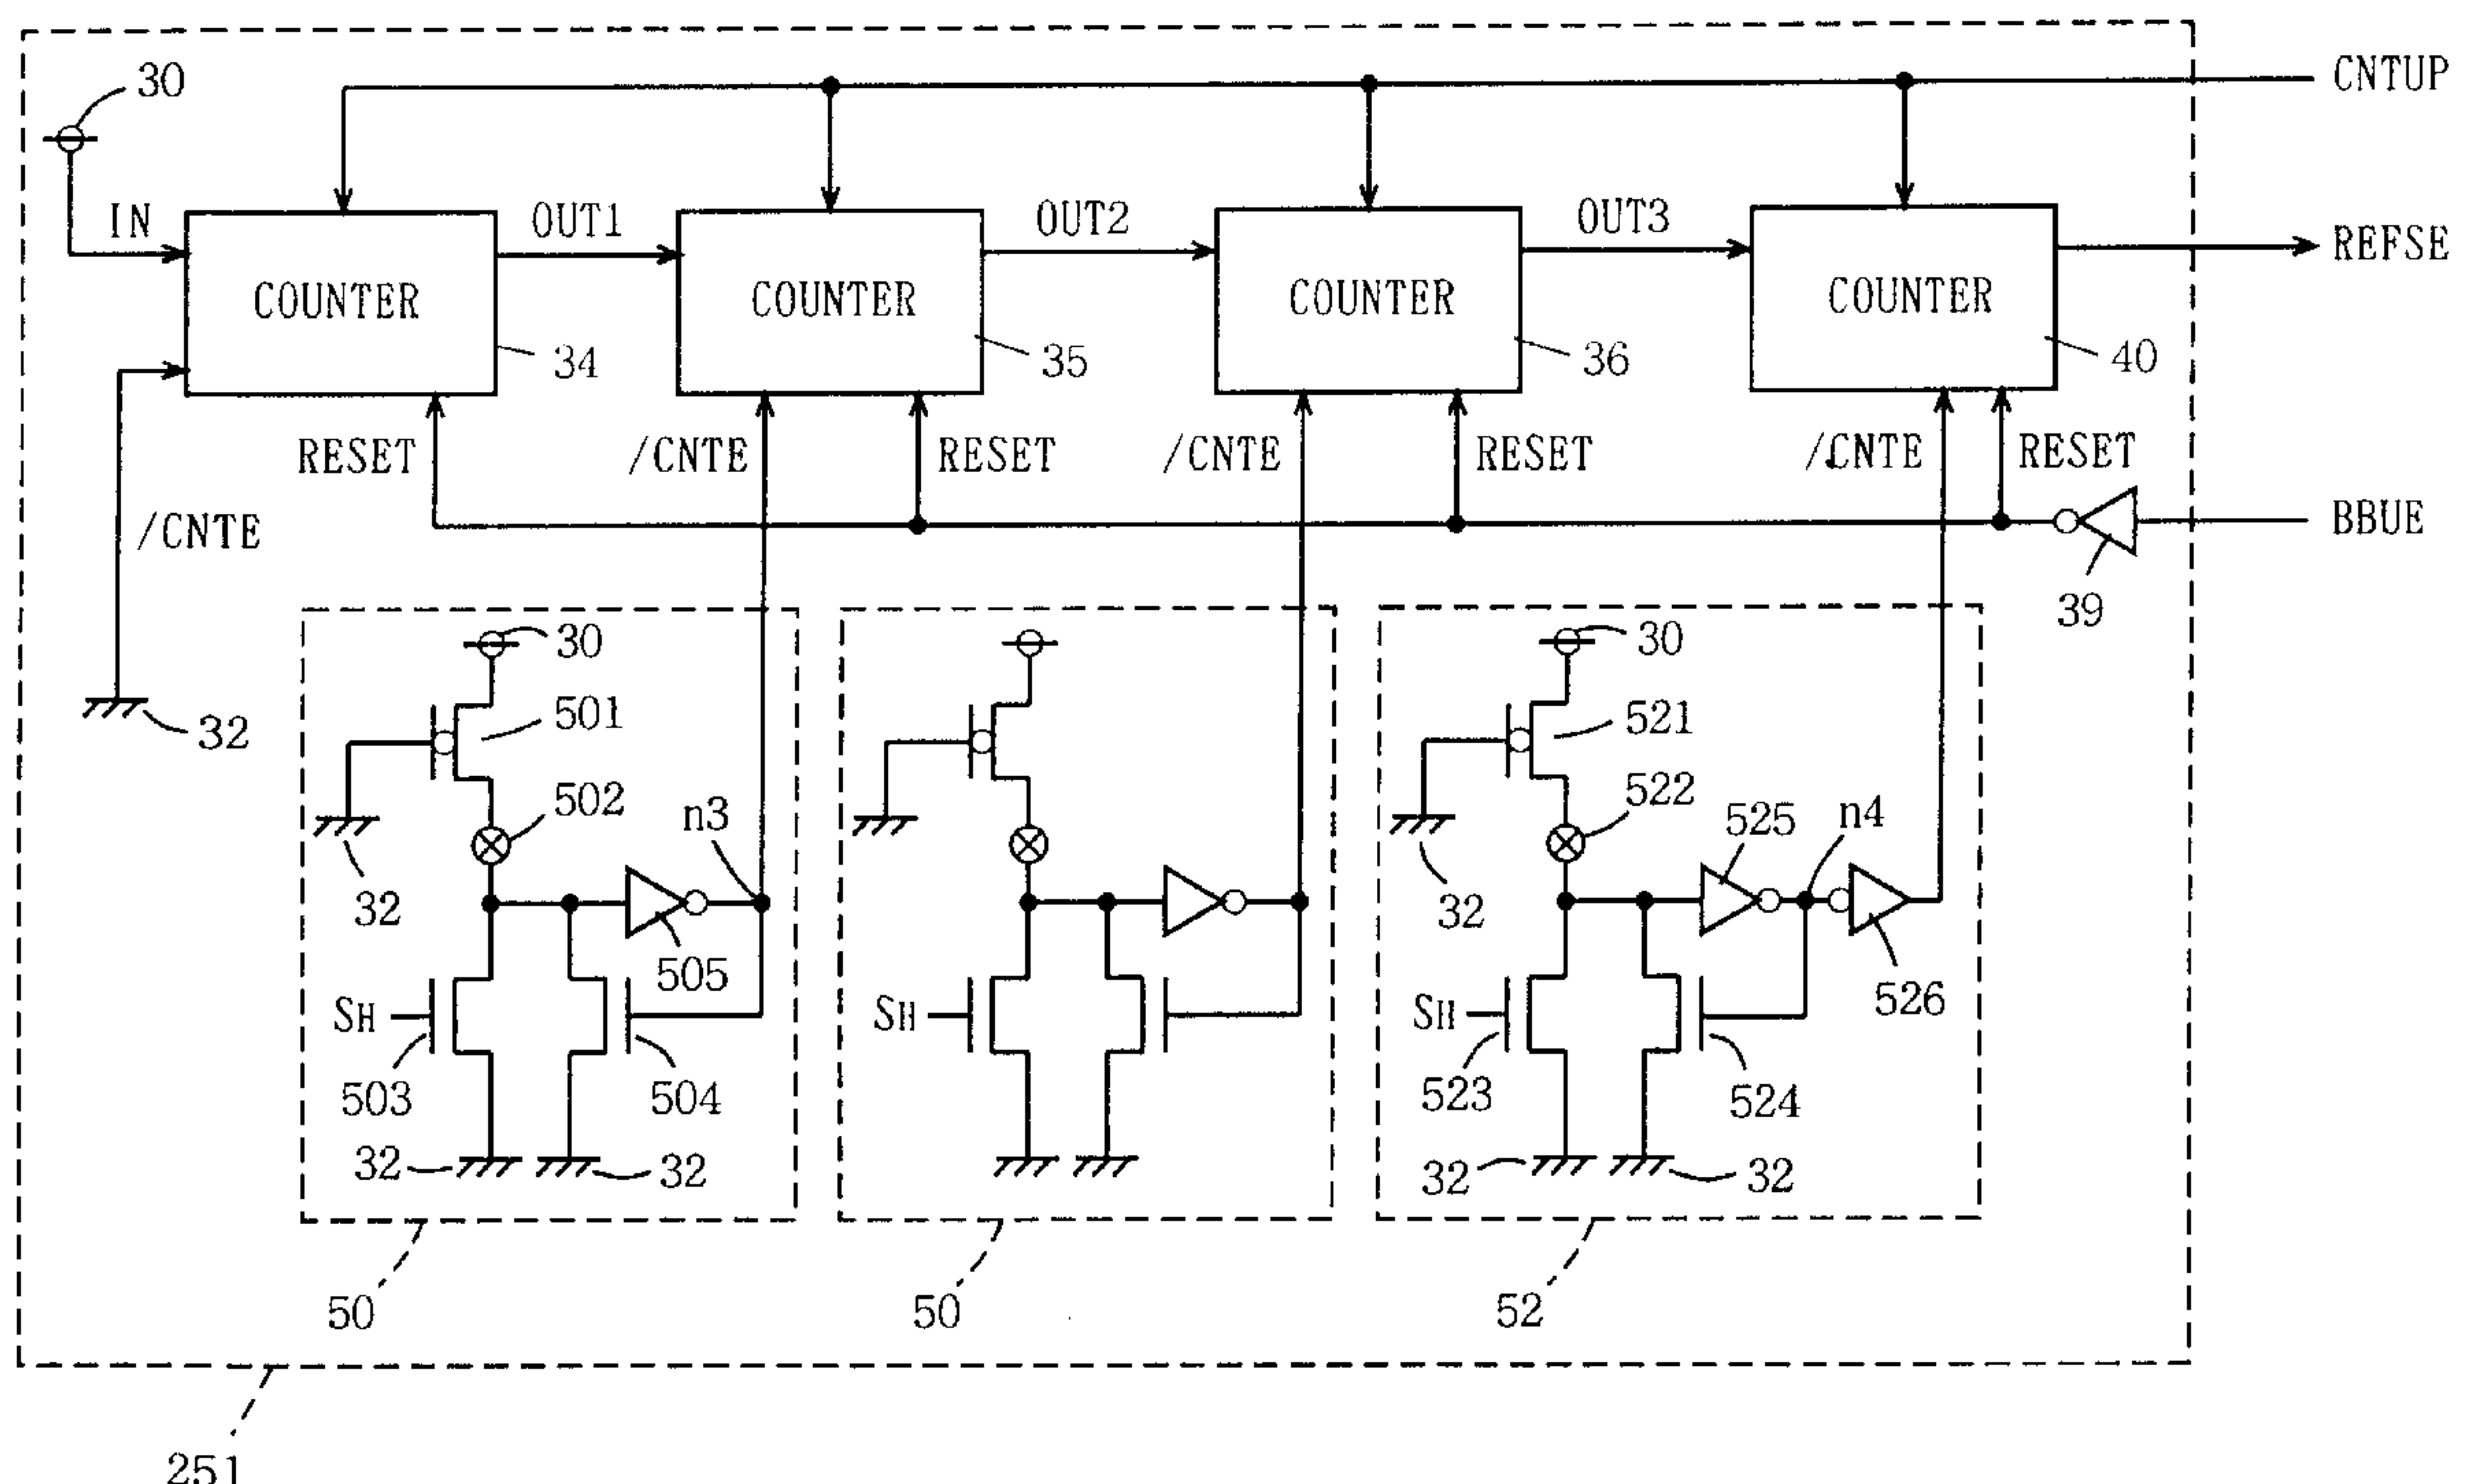 30
CNTUP
IN
OUT1
OUT2
OUT3
REFSE
COUNTER
COUNTER
COUNTER
COUNTER
34
35
36
40
RESET
/CNTE
RESET
/CNTE
RESET
/CNTE
RESET
/CNTE
BBUE
39
32
30
501
502
n3
32
505
SH
503
504
32
32
50
SH
50
30
521
522
525
n4
32
526
SH
523
524
32
32
52
251